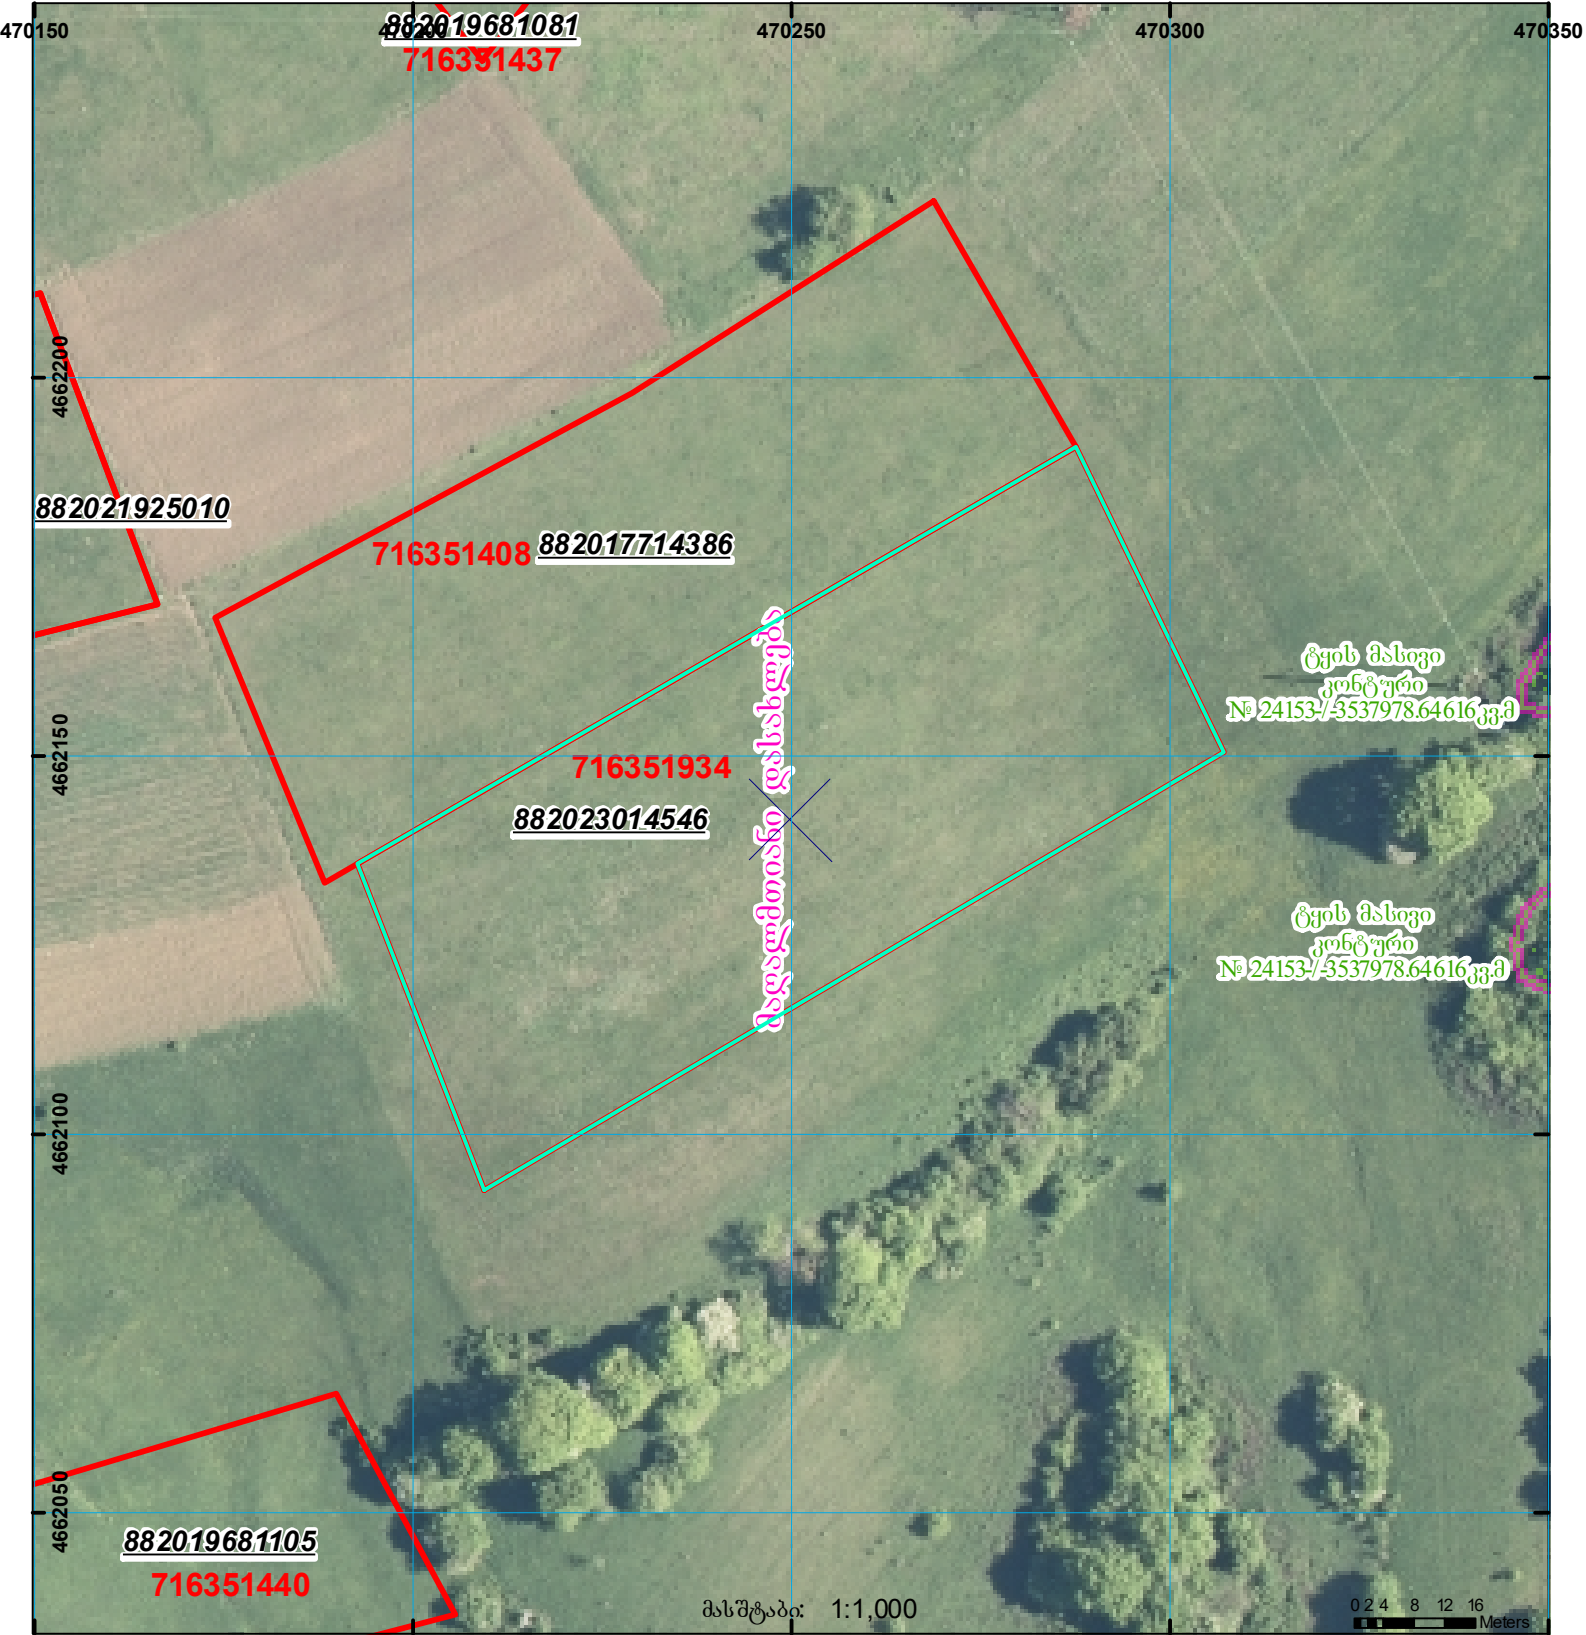 470150
470200
470250
470300
470350
882019681081
716351437
4662200
882021925010
716351408 882017714386
ტყის მასივი
კონტური
№ 24153-/-3537978.64616კვ.მ
მაღალმთიანი დასახლება
4662150
716351934
882023014546
ტყის მასივი
კონტური
№ 24153-/-3537978.64616კვ.მ
4662100
4662050
882019681105
716351440
მასშტაბი: 1:1,000
0 2 4 8 12 16
Meters